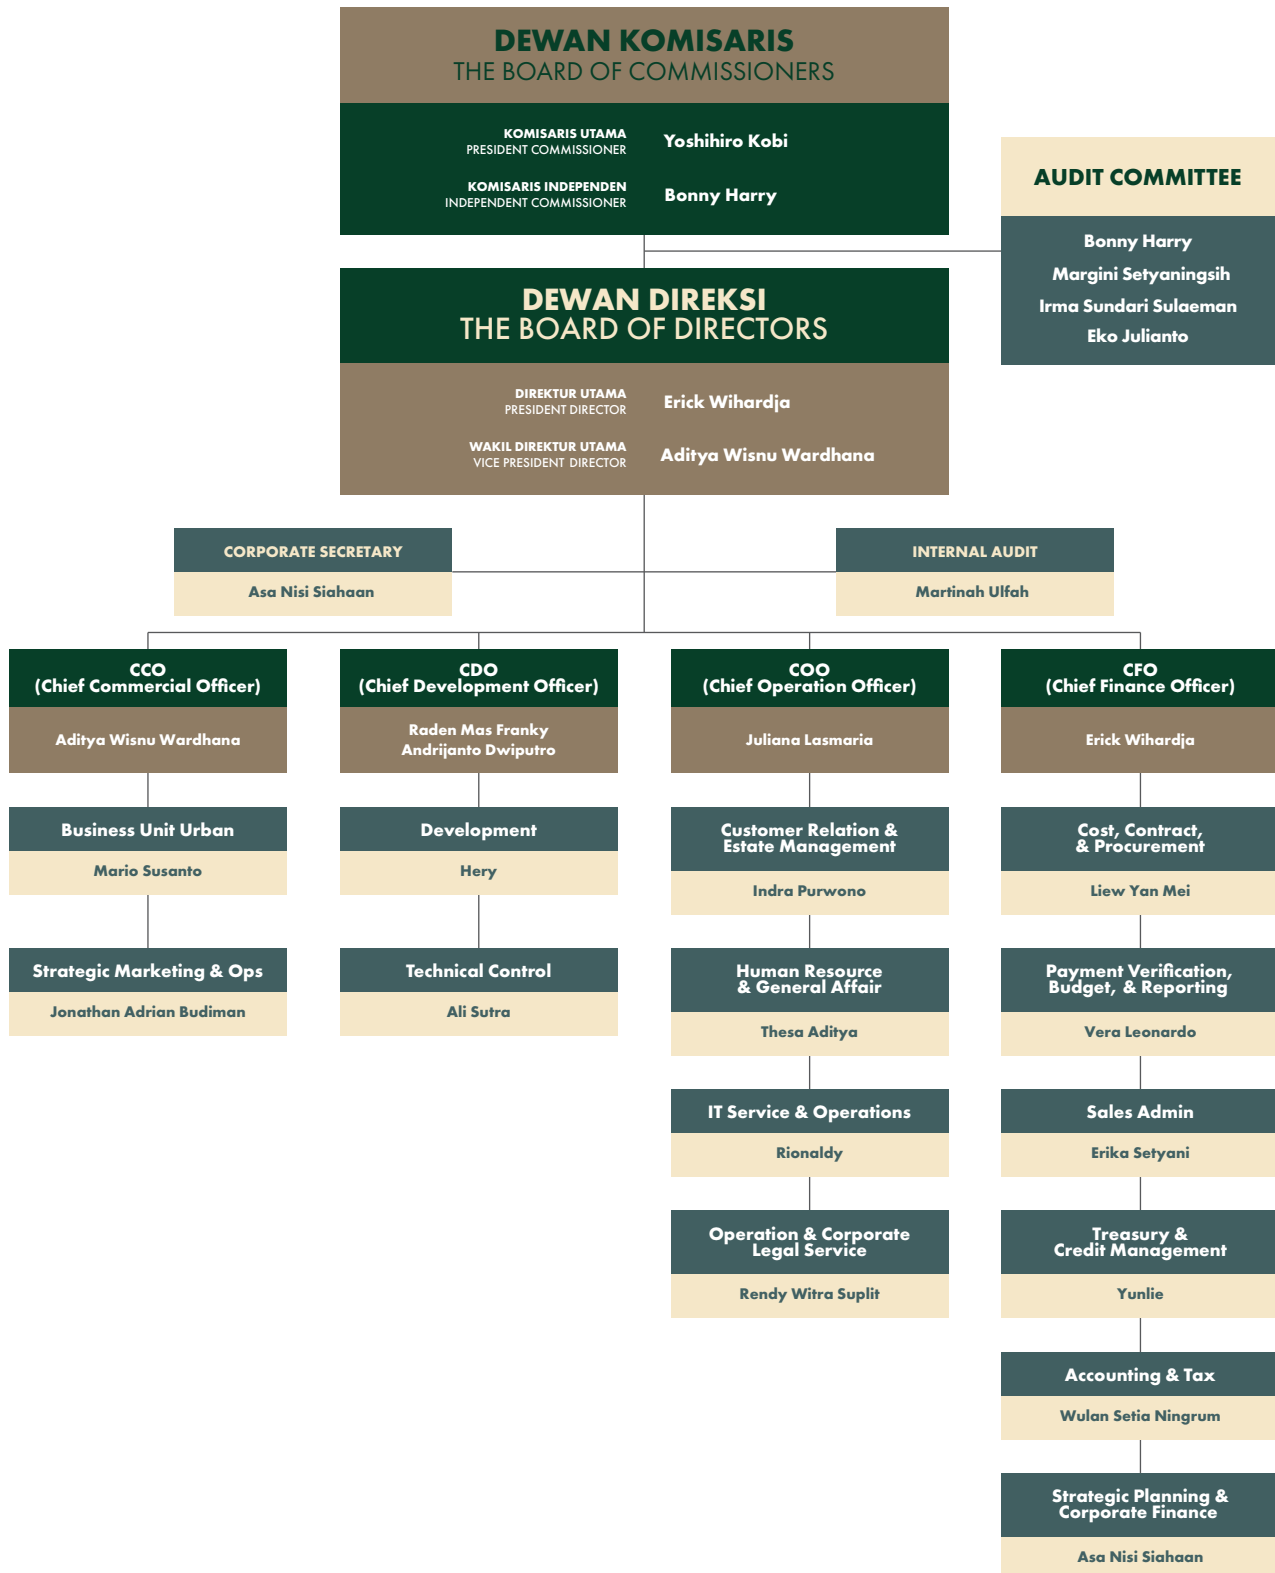 DEWAN KOMISARIS
THE BOARD OF COMMISSIONERS
KOMISARIS UTAMA
PRESIDENT COMMISSIONER
Yoshihiro Kobi
KOMISARIS INDEPENDEN
INDEPENDENT COMMISSIONER
Bonny Harry
AUDIT COMMITTEE
Bonny Harry
Margini Setyaningsih
Irma Sundari Sulaeman
Eko Julianto
DEWAN DIREKSI
THE BOARD OF DIRECTORS
DIREKTUR UTAMA
PRESIDENT DIRECTOR
Erick Wihardja
WAKIL DIREKTUR UTAMA
VICE PRESIDENT DIRECTOR
Aditya Wisnu Wardhana
CORPORATE SECRETARY
Asa Nisi Siahaan
INTERNAL AUDIT
Martinah Ulfah
CCO
(Chief Commercial Officer)
Aditya Wisnu Wardhana
Business Unit Urban
Mario Susanto
Strategic Marketing & Ops
Jonathan Adrian Budiman
CDO
(Chief Development Officer)
Raden Mas Franky
Andrijanto Dwiputro
Development
Hery
Technical Control
Ali Sutra
COO
(Chief Operation Officer)
Juliana Lasmaria
Customer Relation &
Estate Management
Indra Purwono
Human Resource
& General Affair
Thesa Aditya
IT Service & Operations
Rionaldy
Operation & Corporate
Legal Service
Rendy Witra Suplit
CFO
(Chief Finance Officer)
Erick Wihardja
Cost, Contract,
& Procurement
Liew Yan Mei
Payment Verification,
Budget, & Reporting
Vera Leonardo
Sales Admin
Erika Setyani
Treasury &
Credit Management
Yunlie
Accounting & Tax
Wulan Setia Ningrum
Strategic Planning &
Corporate Finance
Asa Nisi Siahaan